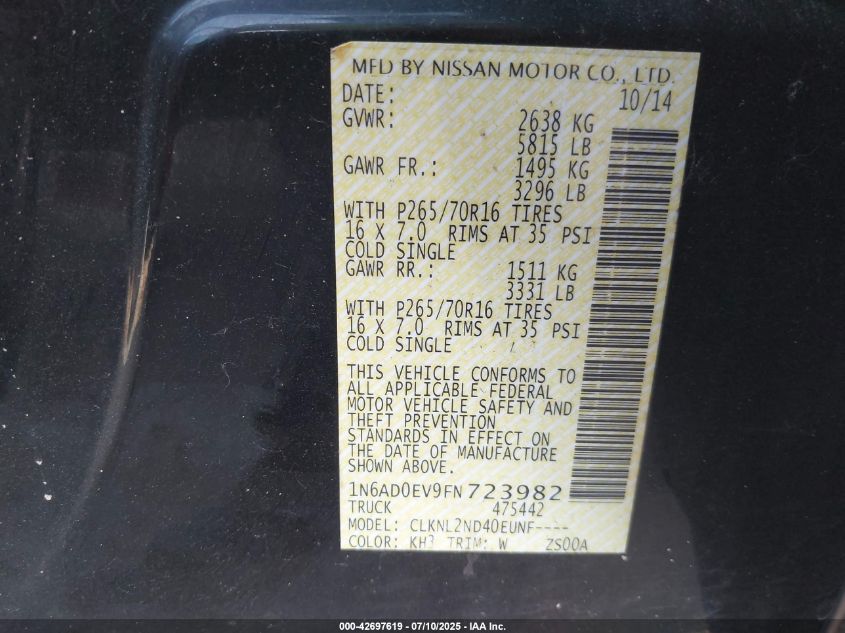 MFD BY NISSAN MOTOR CO., LTD.
DATE: 10/14
GVWR: 2638 KG
5815 LB
GAWR FR.: 1495 KG
3296 LB
WITH P265/70R16 TIRES
16 X 7.0 RIMS AT 35 PSI
COLD SINGLE
GAWR RR.: 1511 KG
3331 LB
WITH P265/70R16 TIRES
16 X 7.0 RIMS AT 35 PSI
COLD SINGLE
THIS VEHICLE CONFORMS TO
ALL APPLICABLE FEDERAL
MOTOR VEHICLE SAFETY AND
THEFT PREVENTION
STANDARDS IN EFFECT ON
THE DATE OF MANUFACTURE
SHOWN ABOVE.
1N6AD0EV9FN723982
TRUCK 475442
MODEL: CLKNL2ND40EUNF----
COLOR: KH3 TRIM: W ZS00A
000-42697619 / 07/10/2025 - IAA Inc.